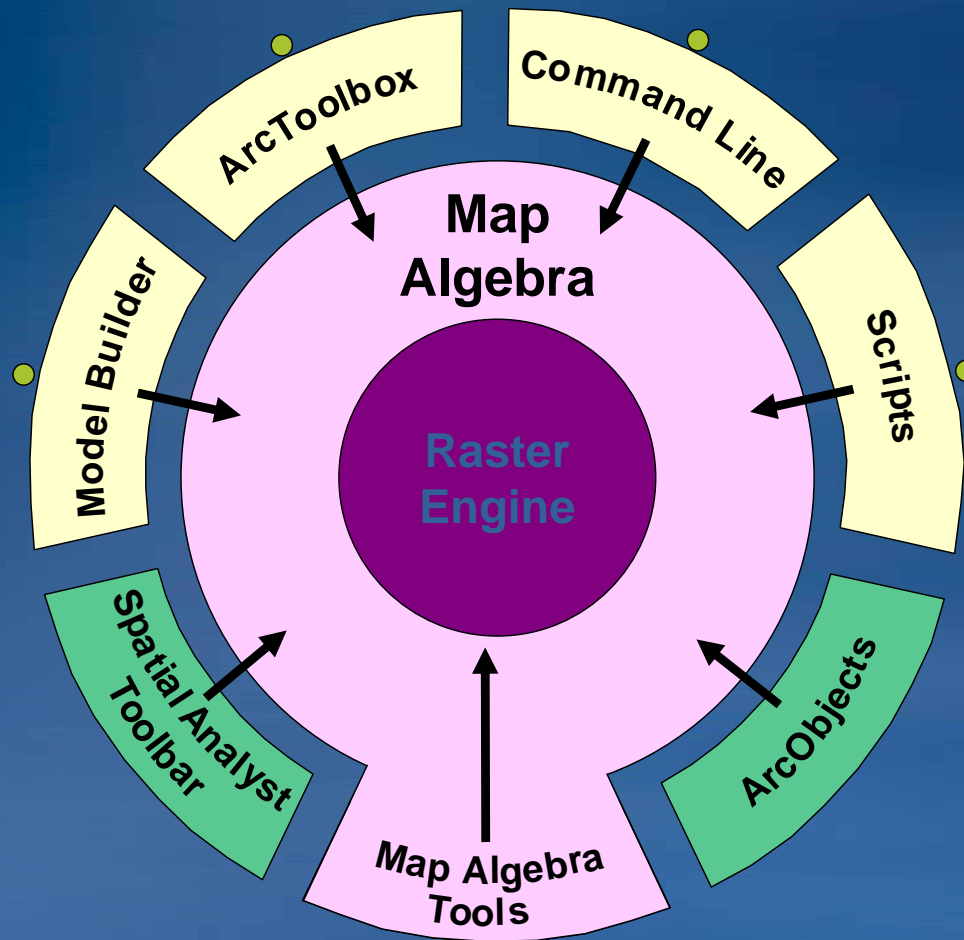 ArcToolbox
Command Line
Map
Algebra
Model Builder
Scripts
Raster
Engine
Spatial Analyst
Toolbar
ArcObjects
Map Algebra
Tools